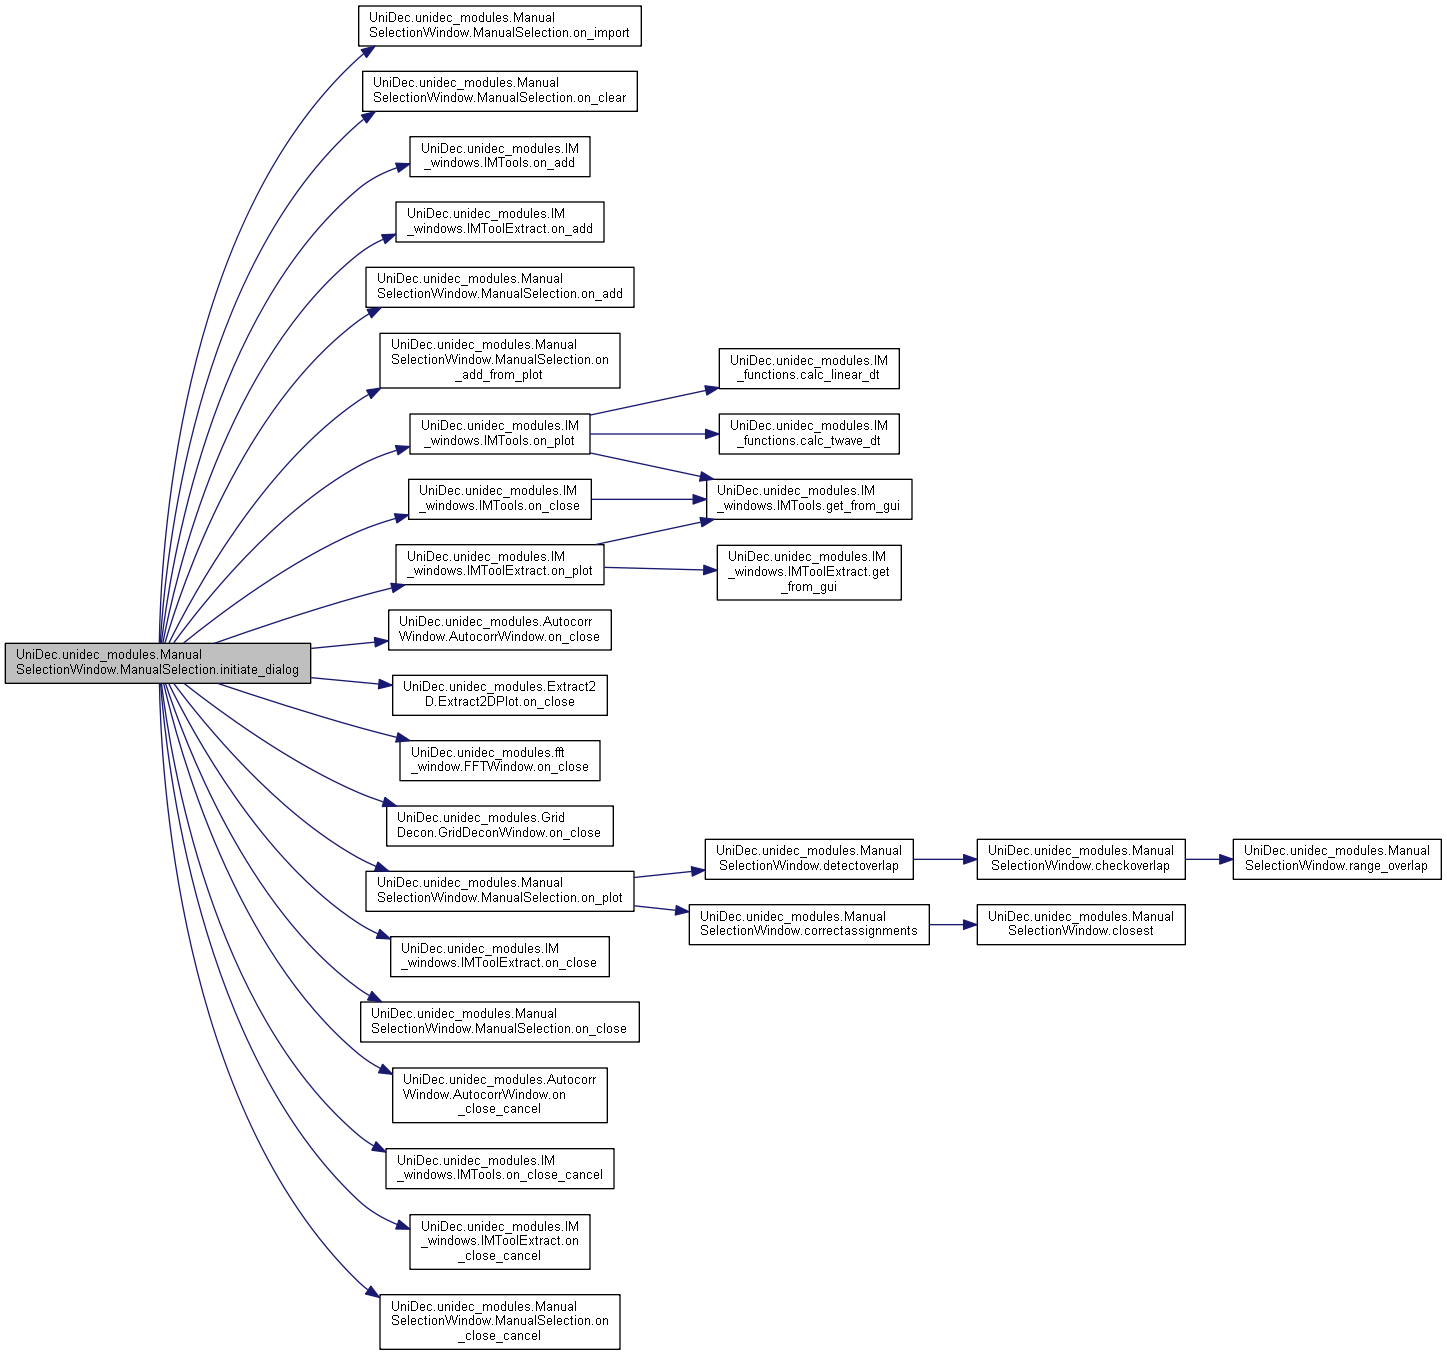 UniDec.unidec_modules.Manual
SelectionWindow.ManualSelection.on_import
UniDec.unidec_modules.Manual
SelectionWindow.ManualSelection.on_clear
UniDec.unidec_modules.IM
_windows.IMTools.on_add
UniDec.unidec_modules.IM
_windows.IMToolExtract.on_add
UniDec.unidec_modules.Manual
SelectionWindow.ManualSelection.on_add
UniDec.unidec_modules.Manual
SelectionWindow.ManualSelection.on
_add_from_plot
UniDec.unidec_modules.IM
_functions.calc_linear_dt
UniDec.unidec_modules.IM
_windows.IMTools.on_plot
UniDec.unidec_modules.IM
_functions.calc_twave_dt
UniDec.unidec_modules.IM
_windows.IMTools.on_close
UniDec.unidec_modules.IM
_windows.IMTools.get_from_gui
UniDec.unidec_modules.IM
_windows.IMToolExtract.on_plot
UniDec.unidec_modules.IM
_windows.IMToolExtract.get
_from_gui
UniDec.unidec_modules.Autocorr
Window.AutocorrWindow.on_close
UniDec.unidec_modules.Manual
SelectionWindow.ManualSelection.initiate_dialog
UniDec.unidec_modules.Extract2
D.Extract2DPlot.on_close
UniDec.unidec_modules.fft
_window.FFTWindow.on_close
UniDec.unidec_modules.Grid
Decon.GridDeconWindow.on_close
UniDec.unidec_modules.Manual
SelectionWindow.ManualSelection.on_plot
UniDec.unidec_modules.Manual
SelectionWindow.detectoverlap
UniDec.unidec_modules.Manual
SelectionWindow.checkoverlap
UniDec.unidec_modules.Manual
SelectionWindow.range_overlap
UniDec.unidec_modules.Manual
SelectionWindow.correctassignments
UniDec.unidec_modules.Manual
SelectionWindow.closest
UniDec.unidec_modules.IM
_windows.IMToolExtract.on_close
UniDec.unidec_modules.Manual
SelectionWindow.ManualSelection.on_close
UniDec.unidec_modules.Autocorr
Window.AutocorrWindow.on
_close_cancel
UniDec.unidec_modules.IM
_windows.IMTools.on_close_cancel
UniDec.unidec_modules.IM
_windows.IMToolExtract.on
_close_cancel
UniDec.unidec_modules.Manual
SelectionWindow.ManualSelection.on
_close_cancel